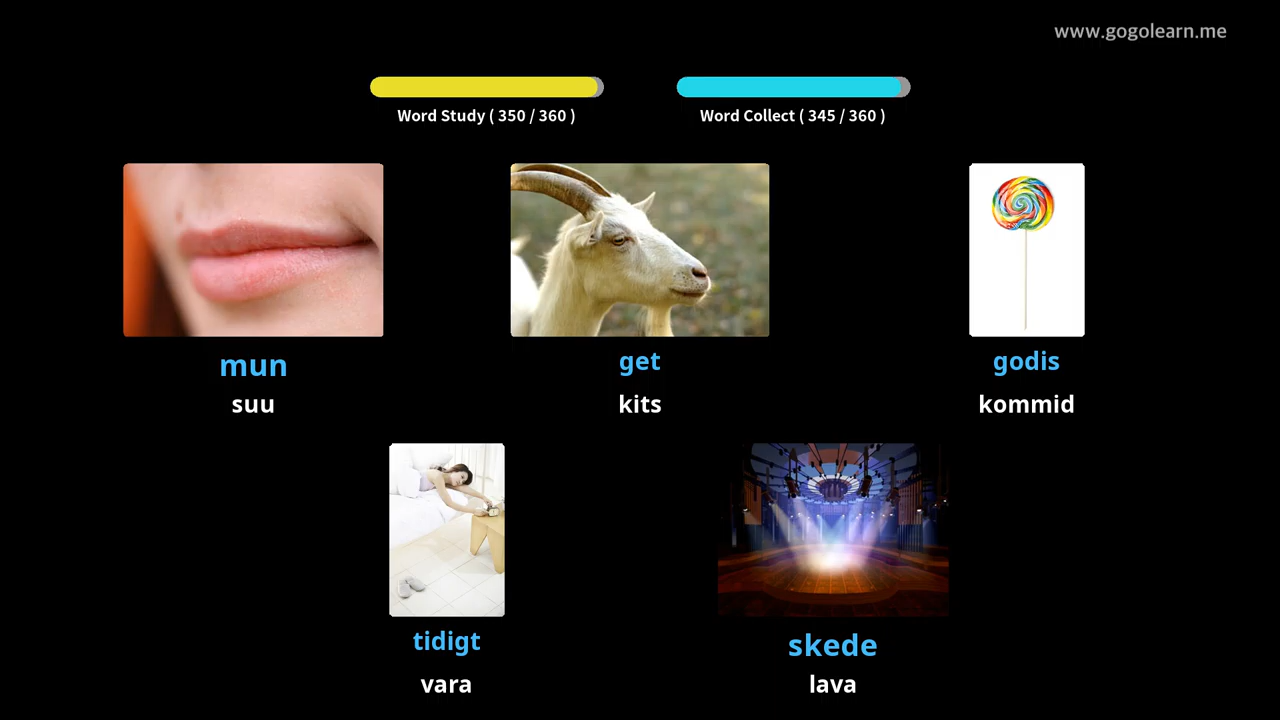 www.gogolearn.me
Word Study ( 350 / 360 )
Word Collect ( 345 / 360 )
mun
suu
get
kits
godis
kommid
tidigt
vara
skede
lava